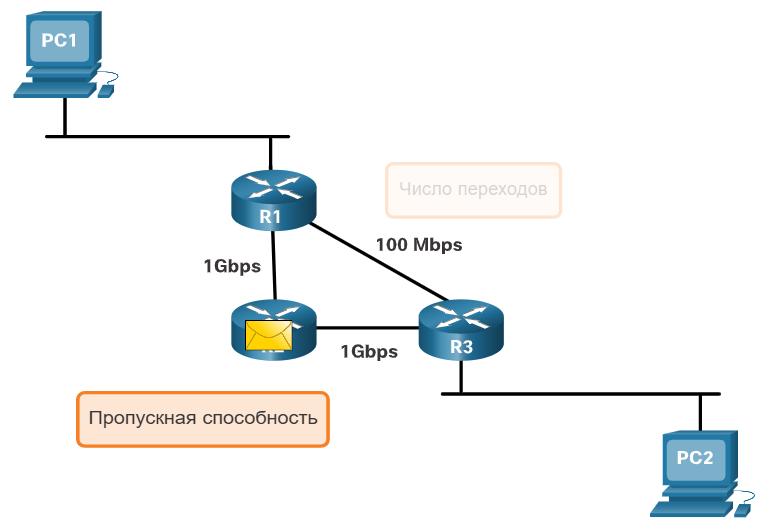 PC1
R1
Число переходов
100 Mbps
1Gbps
R3
1Gbps
Пропускная способность
PC2